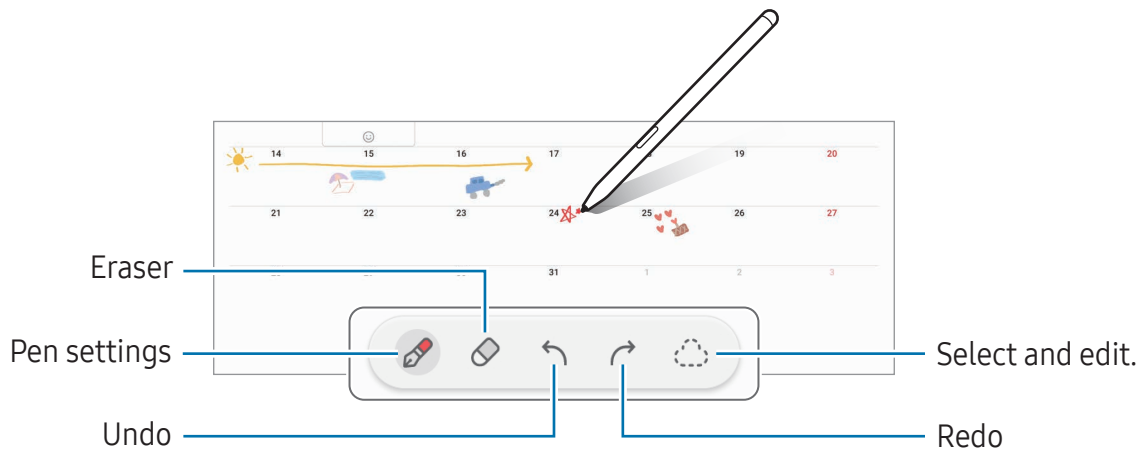 14 15 16 17 19 20
21 22 23 24 25 26 27
31 1 2 3
Eraser
Pen settings
Select and edit.
Undo
Redo